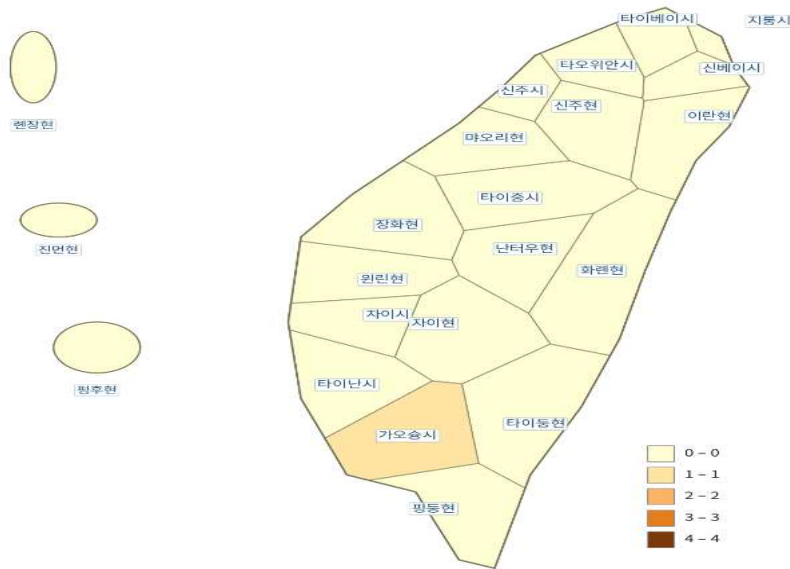 타이베이시
지룽시
타오위안시
신베이시
신주시
신주현
이란현
롄장현
먀오리현
타이중시
장화현
진먼현
난터우현
화롄현
윈린현
자이시
자이현
펑후현
타이난시
타이둥현
가오슝시
핑둥현
0 – 0
1 – 1
2 – 2
3 – 3
4 – 4